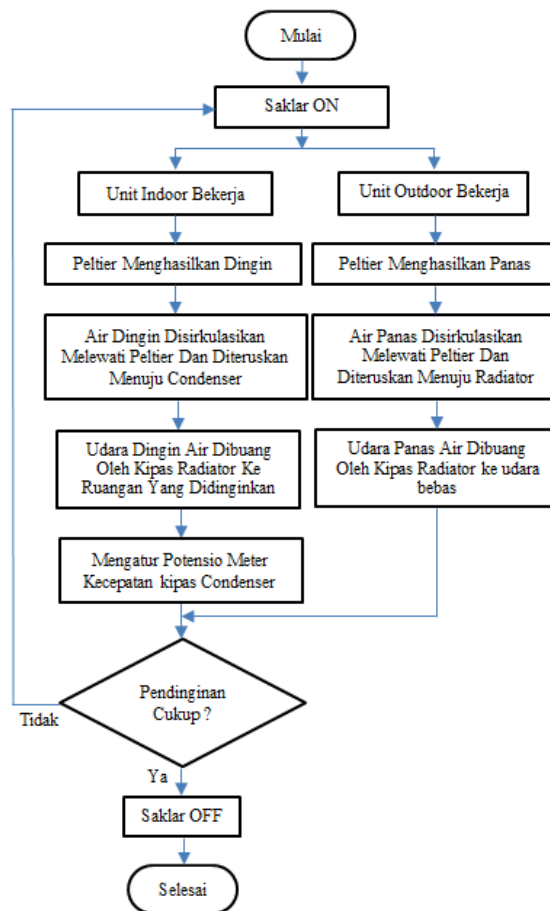 Mulai
Saklar ON
Unit Indoor Bekerja
Unit Outdoor Bekerja
Peltier Menghasilkan Dingin
Peltier Menghasilkan Panas
Air Dingin Disirkulasikan
Melewati Peltier Dan Diteruskan
Menuju Condenser
Air Panas Disirkulasikan
Melewati Peltier Dan
Diteruskan Menuju Radiator
Udara Dingin Air Dibuang
Oleh Kipas Radiator Ke
Ruangan Yang Didinginkan
Udara Panas Air Dibuang
Oleh Kipas Radiator ke udara
bebas
Mengatur Potensio Meter
Kecepatan kipas Condenser
Pendinginan
Cukup ?
Tidak
Ya
Saklar OFF
Selesai